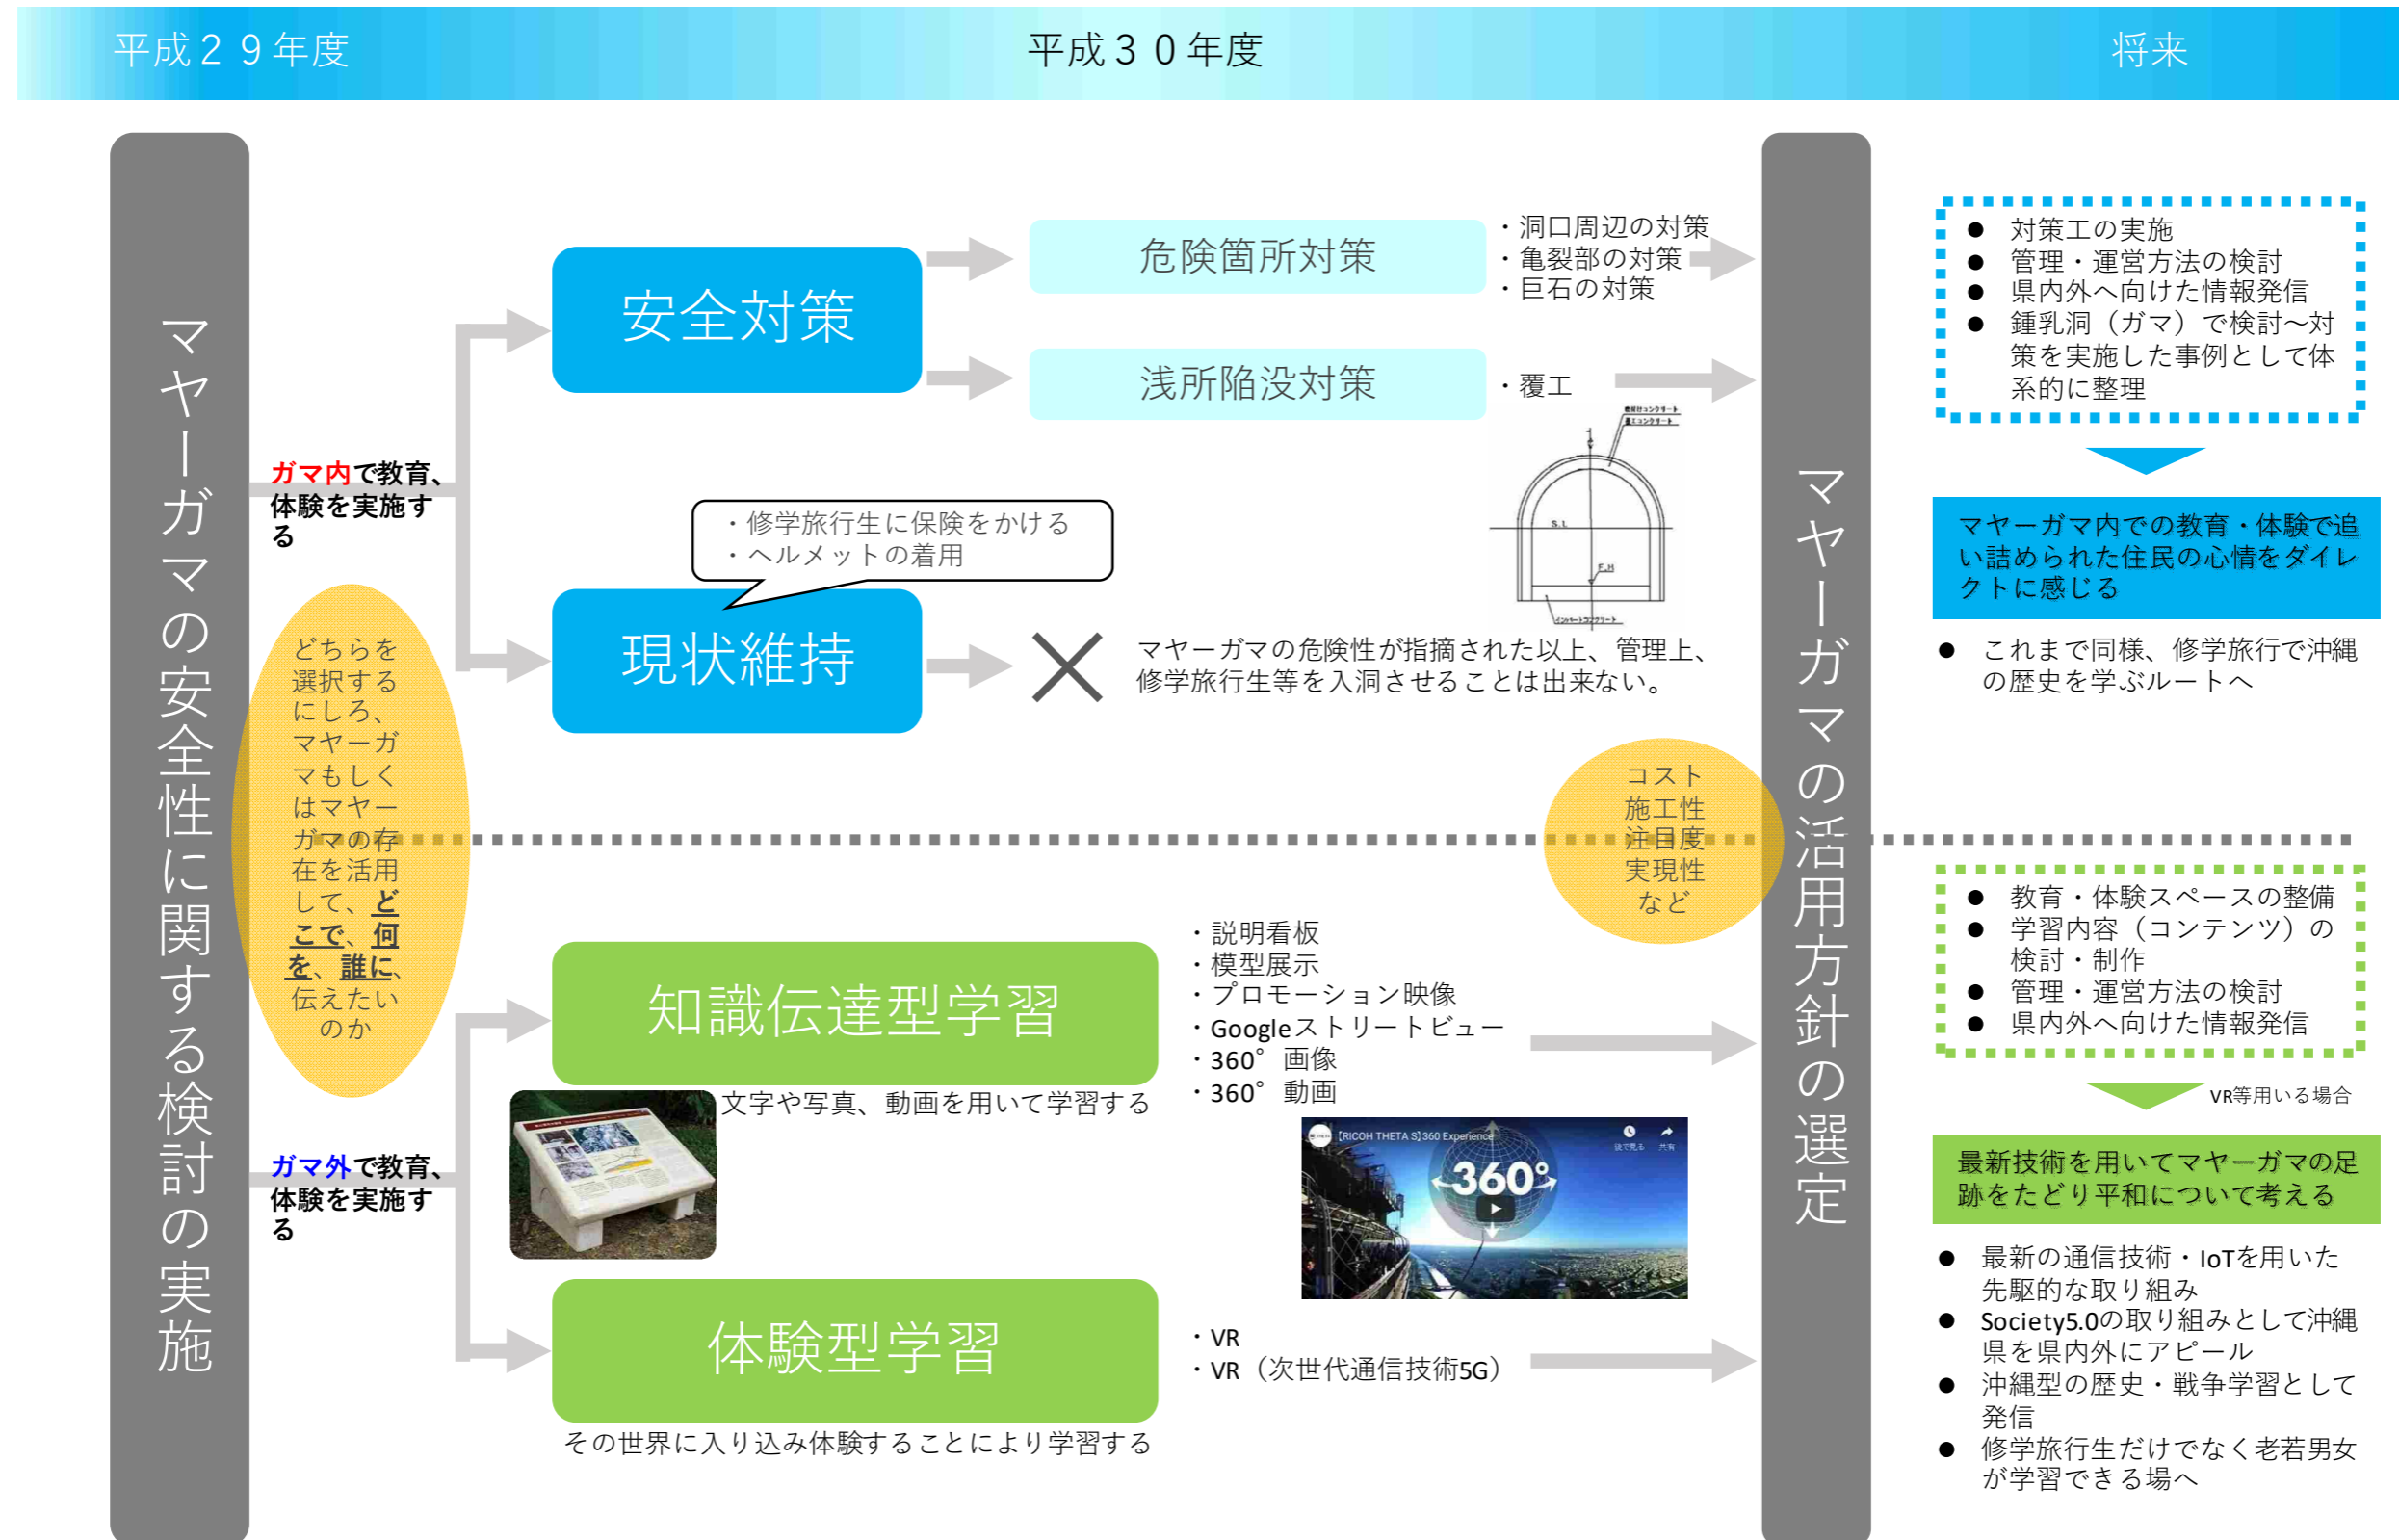 平成２９年度
平成３０年度
将来
マヤーガマの安全性に関する検討の実施
ガマ内で教育、
体験を実施す
る
安全対策
危険箇所対策
・洞口周辺の対策
・亀裂部の対策
・巨石の対策
浅所陥没対策
・覆工
覆工コンクリート
S.L
F.H
インバートコンクリート
・修学旅行生に保険をかける
・ヘルメットの着用
現状維持
マヤーガマの危険性が指摘された以上、管理上、
修学旅行生等を入洞させることは出来ない。
どちらを
選択する
にしろ、
マヤーガ
マもしく
はマヤー
ガマの存
在を活用
して、ど
こで、何
を、誰に、
伝えたい
のか
コスト
施工性
注目度
実現性
など
ガマ外で教育、
体験を実施す
る
知識伝達型学習
文字や写真、動画を用いて学習する
・説明看板
・模型展示
・プロモーション映像
・Googleストリートビュー
・360°画像
・360°動画
【RICOH THETA S】360 Experience
後で見る
共有
360°
体験型学習
その世界に入り込み体験することにより学習する
・VR
・VR（次世代通信技術5G）
マヤーガマの活用方針の選定
● 対策工の実施
● 管理・運営方法の検討
● 県内外へ向けた情報発信
● 鍾乳洞（ガマ）で検討～対
策を実施した事例として体
系的に整理
マヤーガマ内での教育・体験で追
い詰められた住民の心情をダイレ
クトに感じる
● これまで同様、修学旅行で沖縄
の歴史を学ぶルートへ
● 教育・体験スペースの整備
● 学習内容（コンテンツ）の
検討・制作
● 管理・運営方法の検討
● 県内外へ向けた情報発信
VR等用いる場合
最新技術を用いてマヤーガマの足
跡をたどり平和について考える
● 最新の通信技術・IoTを用いた
先駆的な取り組み
● Society5.0の取り組みとして沖縄
県を県内外にアピール
● 沖縄型の歴史・戦争学習として
発信
● 修学旅行生だけでなく老若男女
が学習できる場へ